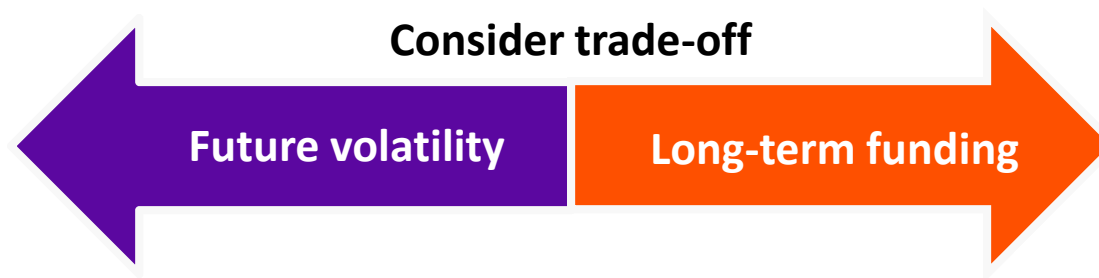 Consider trade-off
Future volatility
Long-term funding